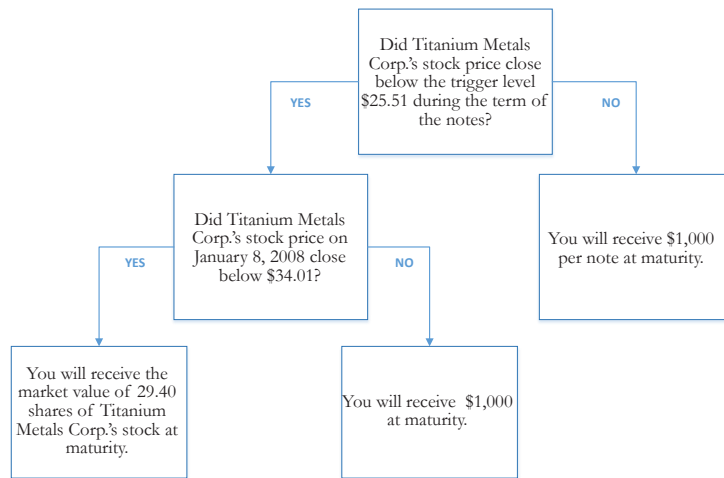 Did Titanium Metals
Corp.'s stock price close
below the trigger level
$25.51 during the term of
the notes?
YES
NO
Did Titanium Metals
Corp.'s stock price on
January 8, 2008 close
below $34.01?
You will receive $1,000
per note at maturity.
YES
NO
You will receive the
market value of 29.40
shares of Titanium
Metals Corp.'s stock at
maturity.
You will receive $1,000
at maturity.